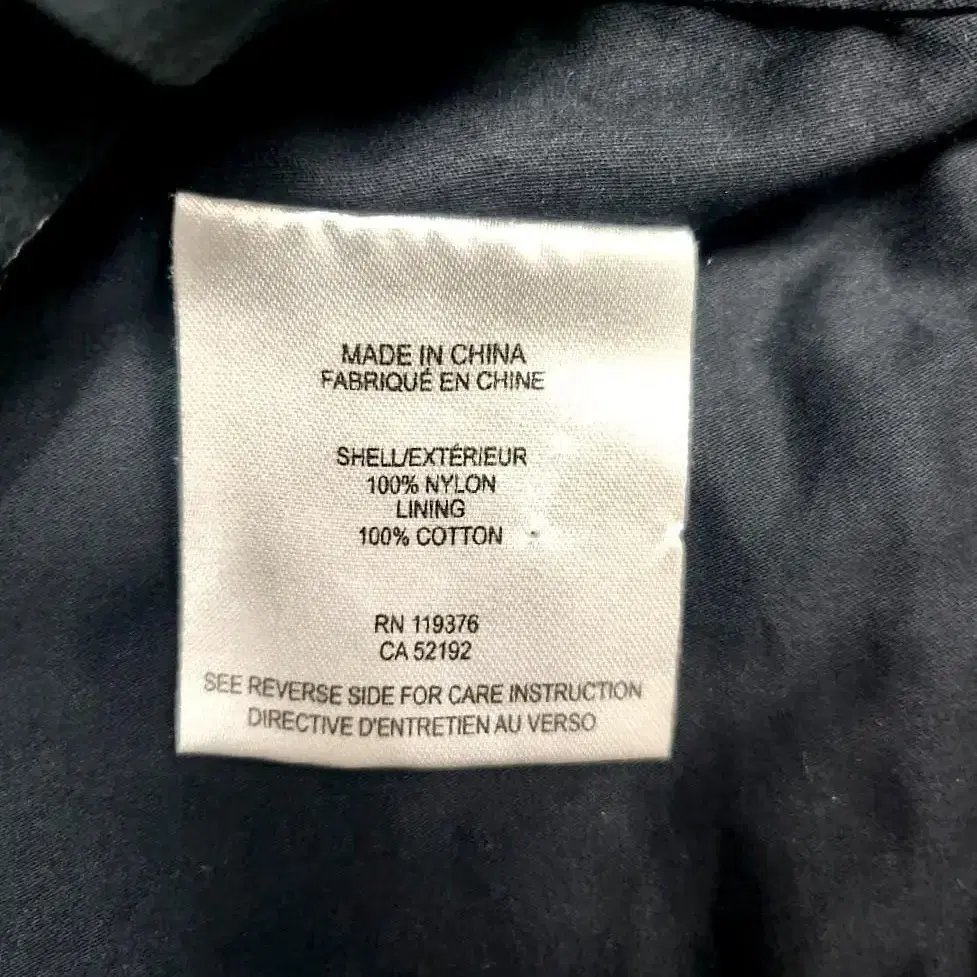 MADE IN CHINA
FABRIQUÉ EN CHINE
SHELL/EXTÉRIEUR
100% NYLON
LINING
100% COTTON
RN 119376
CA 52192
SEE REVERSE SIDE FOR CARE INSTRUCTION
DIRECTIVE D'ENTRETIEN AU VERSO